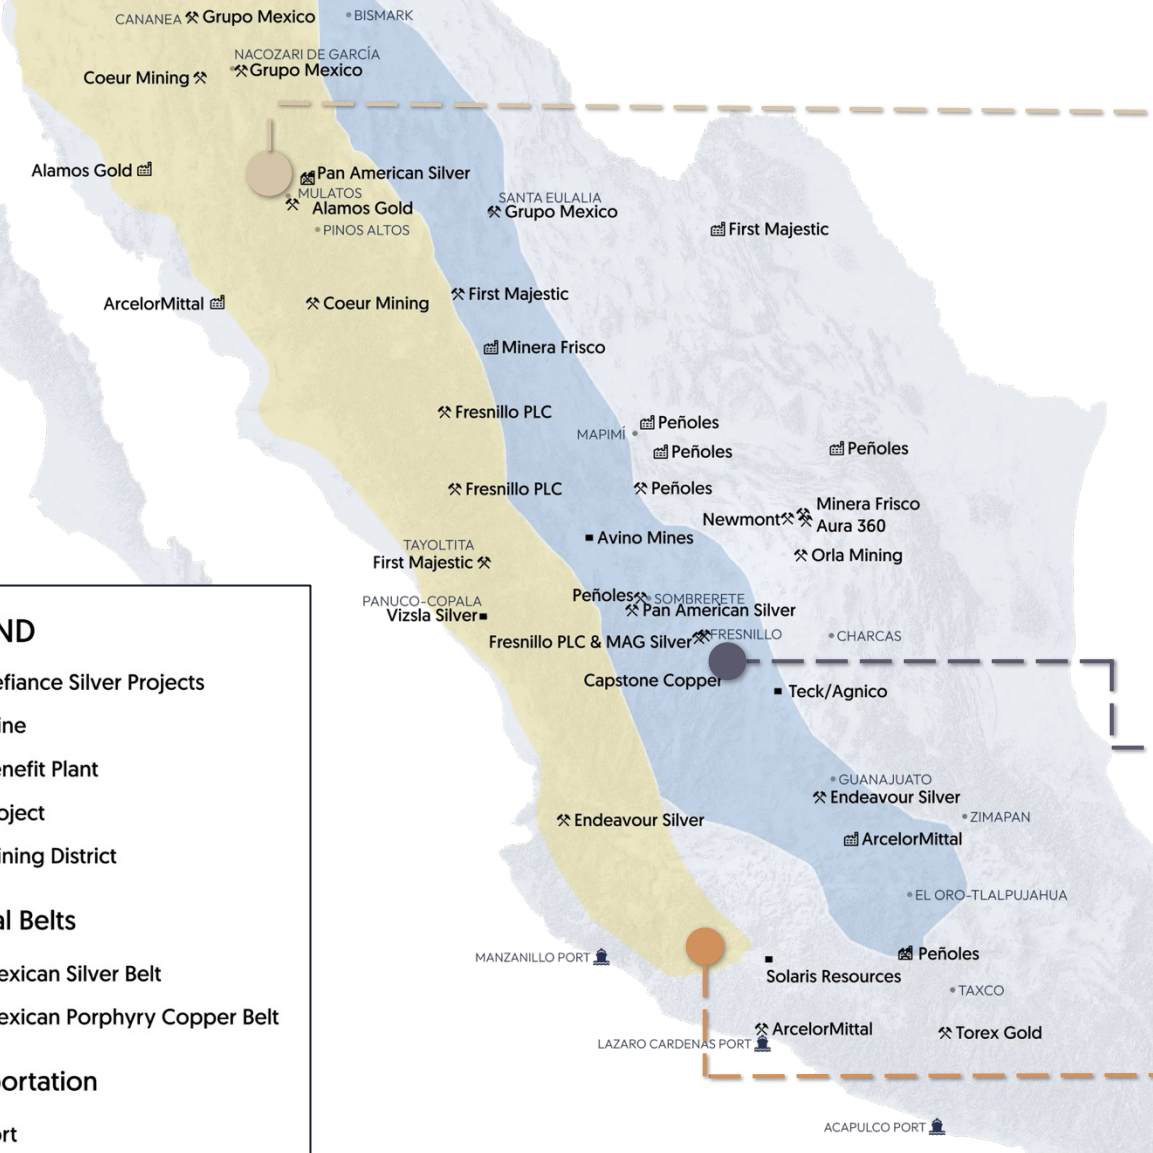 CANANEA
Grupo Mexico
BISMARK
NACOZARI DE GARCÍA
Grupo Mexico
Coeur Mining
Alamos Gold
Pan American Silver
MULATOS
Alamos Gold
PINOS ALTOS
SANTA EULALIA
Grupo Mexico
First Majestic
ArcelorMittal
Coeur Mining
First Majestic
Minera Frisco
Fresnillo PLC
MAPIMÍ
Peñoles
Peñoles
Peñoles
Fresnillo PLC
Peñoles
Newmont
Minera Frisco
Aura 360
Avino Mines
Orla Mining
TAYOLTITA
First Majestic
PANUCO-COPALA
Vizsla Silver
Peñoles
SOMBRERETE
Pan American Silver
Fresnillo PLC & MAG Silver
FRESNILLO
CHARCAS
Capstone Copper
Teck/Agnico
GUANAJUATO
Endeavour Silver
Endeavour Silver
ZIMAPAN
ArcelorMittal
EL ORO-TLALPUJAHUA
MANZANILLO PORT
Peñoles
Solaris Resources
TAXCO
ArcelorMittal
Torex Gold
LAZARO CARDENAS PORT
ACAPULCO PORT
ND
efiance Silver Projects
ine
enefit Plant
oject
ining District
al Belts
exican Silver Belt
exican Porphyry Copper Belt
ortation
ort